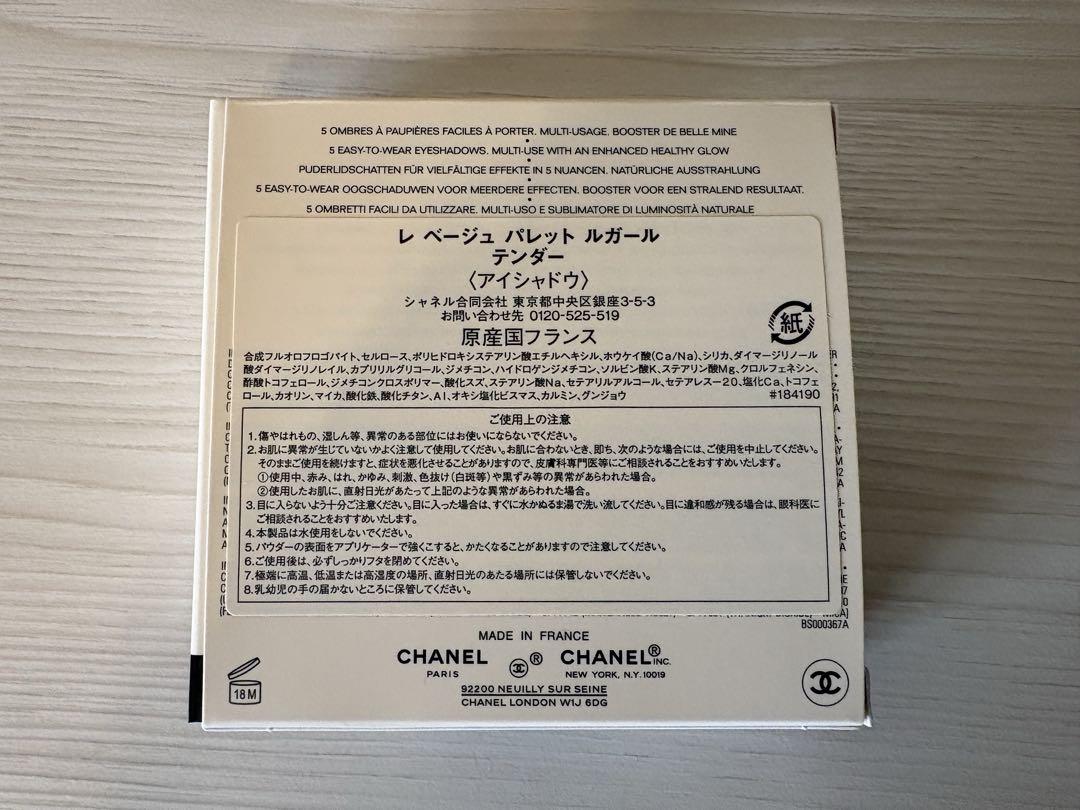 5 OMBRES À PAUPIÈRES FACILES À PORTER. MULTI-USAGE. BOOSTER DE BELLE MINE
•
5 EASY-TO-WEAR EYESHADOWS. MULTI-USE WITH AN ENHANCED HEALTHY GLOW
•
PUDERLIDSCHATTEN FÜR VIELFÄLTIGE EFFEKTE IN 5 NUANCEN. NATÜRLICHE AUSSTRAHLUNG
•
5 EASY-TO-WEAR OOGSCHADUWEN VOOR MEERDERE EFFECTEN. BOOSTER VOOR EEN STRALEND RESULTAAT.
•
5 OMBRETTI FACILI DA UTILIZZARE. MULTI-USO E SUBLIMATORE DI LUMINOSITÀ NATURALE
レ ベージュ パレット ルガール
テンダー
〈アイシャドウ〉
シャネル合同会社 東京都中央区銀座3-5-3
お問い合わせ先 0120-525-519
原産国フランス
紙
合成フルオロフロゴパイト、セルロース、ポリヒドロキシステアリン酸エチルヘキシル、ホウケイ酸(Ca/Na)、シリカ、ダイマージリノール
酸ダイマージリノレイル、カプリリルグリコール、ジメチコン、ハイドロゲンジメチコン、ソルビン酸K、ステアリン酸Mg、クロルフェネシン、
酢酸トコフェロール、ジメチコンクロスポリマー、酸化スズ、ステアリン酸Na、セテアリルアルコール、セテアレス-20、塩化Ca、トコフェ
ロール、カオリン、マイカ、酸化鉄、酸化チタン、Al、オキシ塩化ビスマス、カルミン、グンジョウ #184190
ご使用上の注意
1.傷やはれもの、湿しん等、異常のある部位にはお使いにならないでください。
2.お肌に異常が生じていないかよく注意して使用してください。お肌に合わないとき、即ち、次のような場合には、ご使用を中止してください。
そのままご使用を続けますと、症状を悪化させることがありますので、皮膚科専門医等にご相談されることをおすすめいたします。
①使用中、赤み、はれ、かゆみ、刺激、色抜け(白斑等)や黒ずみ等の異常があらわれた場合。
②使用したお肌に、直射日光があたって上記のような異常があらわれた場合。
3.目に入らないよう十分ご注意ください。目に入った場合は、すぐに水かぬるま湯で洗い流してください。目に違和感が残る場合は、眼科医に
ご相談されることをおすすめいたします。
4.本製品は水使用をしないでください。
5.パウダーの表面をアプリケーターで強くこすると、かたくなることがありますので注意してください。
6.ご使用後は、必ずしっかりフタを閉めてください。
7.極端に高温、低温または高湿度の場所、直射日光のあたる場所には保管しないでください。
8.乳幼児の手の届かないところに保管してください。
BS000367A
MADE IN FRANCE
CHANEL ® CHANEL® INC.
PARIS NEW YORK, N.Y. 10019
92200 NEUILLY SUR SEINE
CHANEL LONDON W1J 6DG
18 M